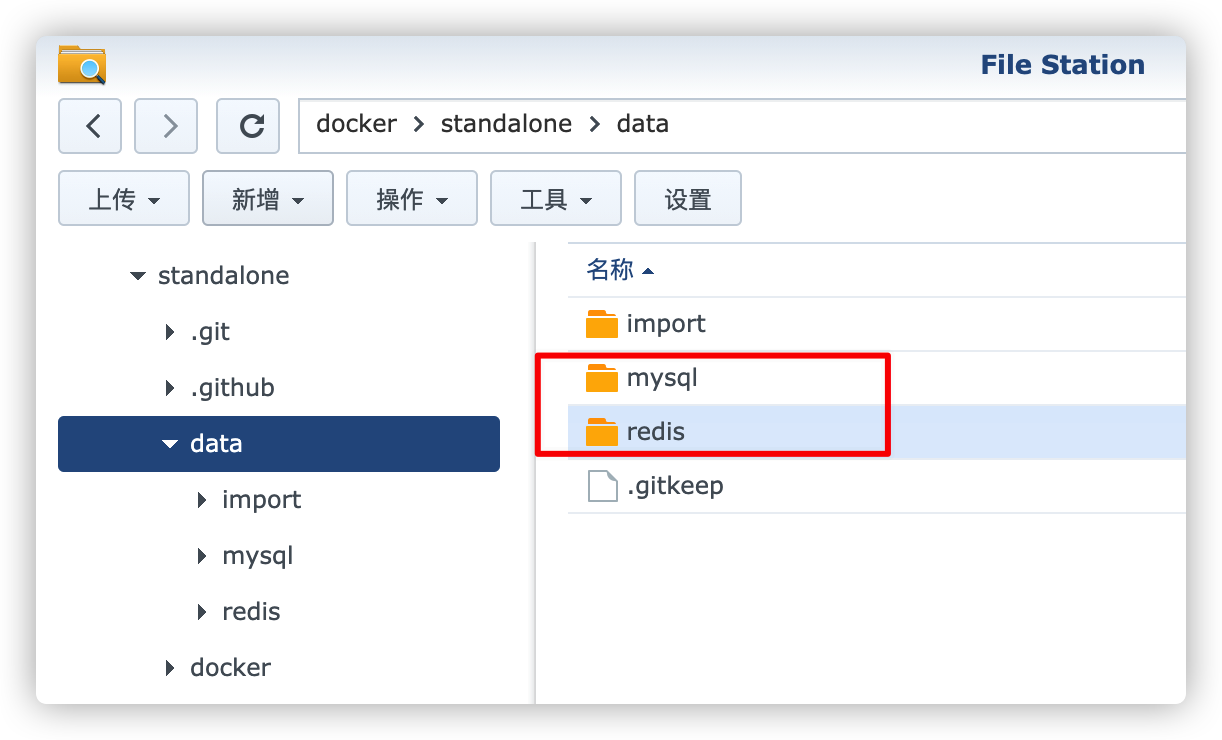 File Station
docker > standalone > data
上传 新增 操作 工具 设置
standalone
.git
.github
data
import
mysql
redis
docker
名称
import
mysql
redis
.gitkeep